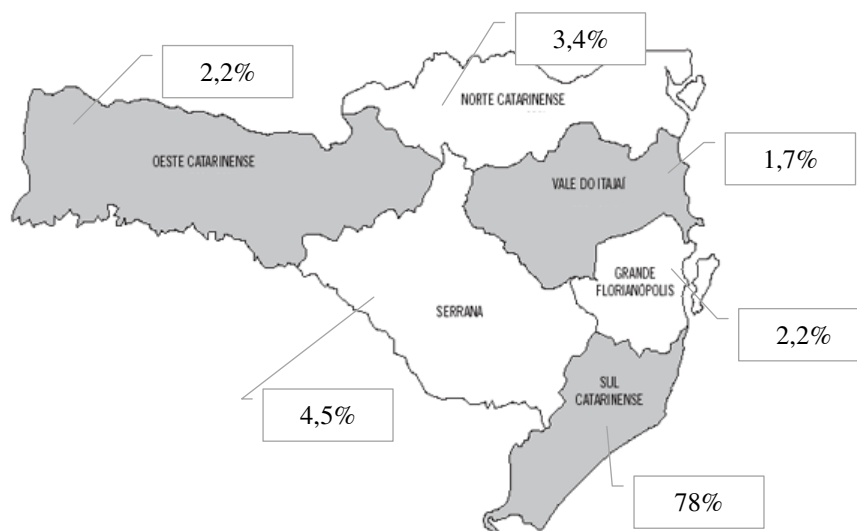 3,4%
2,2%
NORTE CATARINENSE
OESTE CATARINENSE
1,7%
VALE DO ITAJAÍ
GRANDE
FLORIANÓPOLIS
SERRANA
2,2%
SUL
CATARINENSE
4,5%
78%